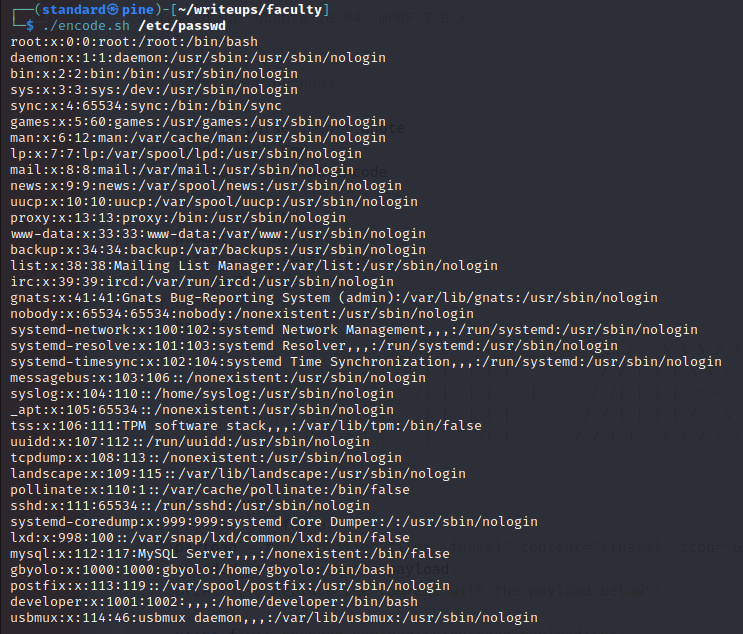 ┌──(standard㉿pine)-[~/writeups/faculty]
└─$ ./encode.sh /etc/passwd
root:x:0:0:root:/root:/bin/bash
daemon:x:1:1:daemon:/usr/sbin:/usr/sbin/nologin
bin:x:2:2:bin:/bin:/usr/sbin/nologin
sys:x:3:3:sys:/dev:/usr/sbin/nologin
sync:x:4:65534:sync:/bin:/bin/sync
games:x:5:60:games:/usr/games:/usr/sbin/nologin
man:x:6:12:man:/var/cache/man:/usr/sbin/nologin
lp:x:7:7:lp:/var/spool/lpd:/usr/sbin/nologin
mail:x:8:8:mail:/var/mail:/usr/sbin/nologin
news:x:9:9:news:/var/spool/news:/usr/sbin/nologin
uucp:x:10:10:uucp:/var/spool/uucp:/usr/sbin/nologin
proxy:x:13:13:proxy:/bin:/usr/sbin/nologin
www-data:x:33:33:www-data:/var/www:/usr/sbin/nologin
backup:x:34:34:backup:/var/backups:/usr/sbin/nologin
list:x:38:38:Mailing List Manager:/var/list:/usr/sbin/nologin
irc:x:39:39:ircd:/var/run/ircd:/usr/sbin/nologin
gnats:x:41:41:Gnats Bug-Reporting System (admin):/var/lib/gnats:/usr/sbin/nologin
nobody:x:65534:65534:nobody:/nonexistent:/usr/sbin/nologin
systemd-network:x:100:102:systemd Network Management,,,:/run/systemd:/usr/sbin/nologin
systemd-resolve:x:101:103:systemd Resolver,,,:/run/systemd:/usr/sbin/nologin
systemd-timesync:x:102:104:systemd Time Synchronization,,,:/run/systemd:/usr/sbin/nologin
messagebus:x:103:106::/nonexistent:/usr/sbin/nologin
syslog:x:104:110::/home/syslog:/usr/sbin/nologin
_apt:x:105:65534::/nonexistent:/usr/sbin/nologin
tss:x:106:111:TPM software stack,,,:/var/lib/tpm:/bin/false
uuidd:x:107:112::/run/uuidd:/usr/sbin/nologin
tcpdump:x:108:113::/nonexistent:/usr/sbin/nologin
landscape:x:109:115::/var/lib/landscape:/usr/sbin/nologin
pollinate:x:110:1::/var/cache/pollinate:/bin/false
sshd:x:111:65534::/run/sshd:/usr/sbin/nologin
systemd-coredump:x:999:999:systemd Core Dumper:/:/usr/sbin/nologin
lxd:x:998:100::/var/snap/lxd/common/lxd:/bin/false
mysql:x:112:117:MySQL Server,,,:/nonexistent:/bin/false
gbyolo:x:1000:1000:gbyolo:/home/gbyolo:/bin/bash
postfix:x:113:119::/var/spool/postfix:/usr/sbin/nologin
developer:x:1001:1002:,,,:/home/developer:/bin/bash
usbmux:x:114:46:usbmux daemon,,,:/var/lib/usbmux:/usr/sbin/nologin